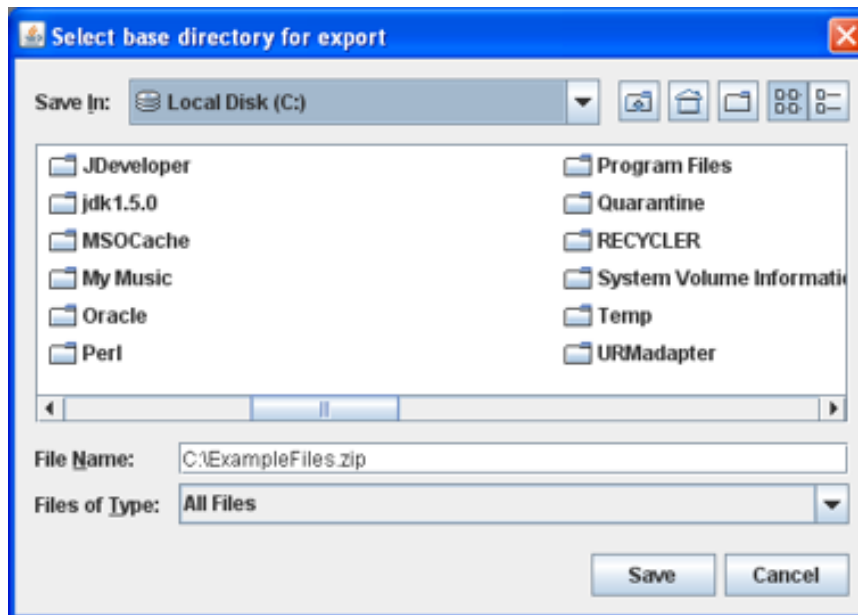 Select base directory for export
Save In: Local Disk (C:)
JDeveloper Program Files
jdk1.5.0 Quarantine
MSOCache RECYCLER
My Music System Volume Informati
Oracle Temp
Perl URMadapter
File Name: C:\ExampleFiles.zip
Files of Type: All Files
Save Cancel